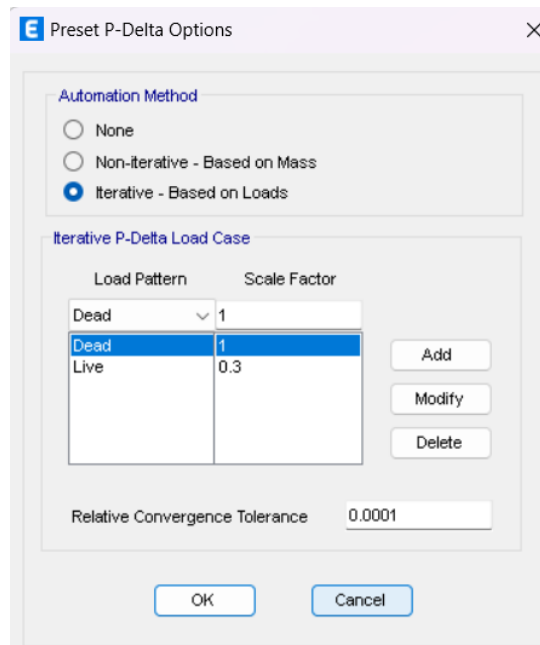 E Preset P-Delta Options
Automation Method
None
Non-iterative - Based on Mass
Iterative - Based on Loads
Iterative P-Delta Load Case
Load Pattern Scale Factor
Dead 1
Dead 1
Live 0.3
Add
Modify
Delete
Relative Convergence Tolerance 0.0001
OK Cancel